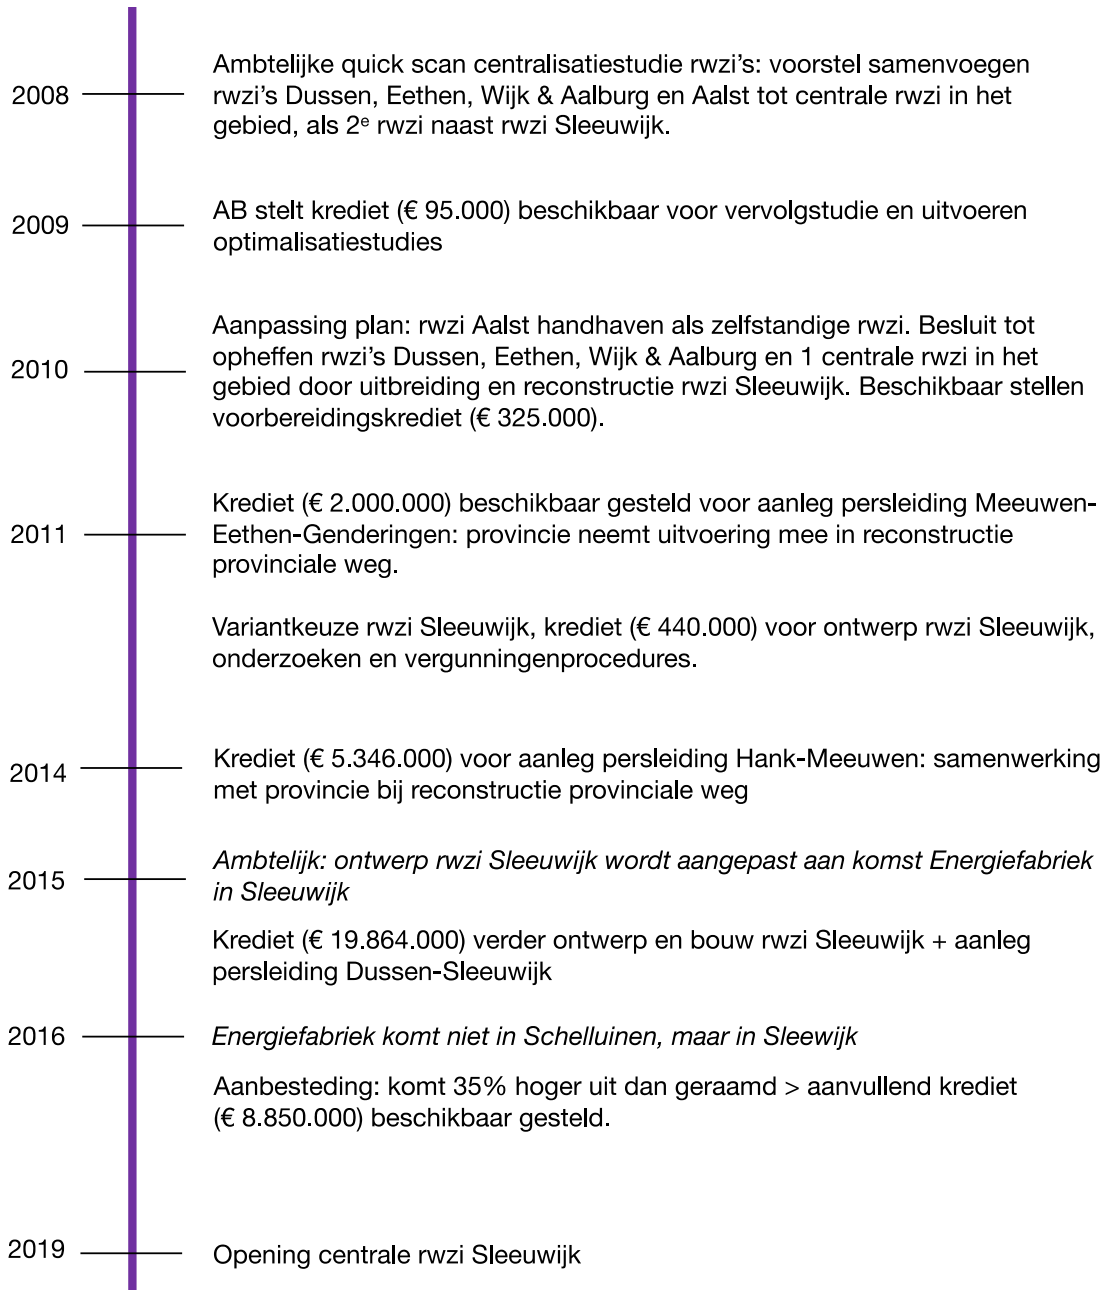 2008
Ambtelijke quick scan centralisatiestudie rwzi's: voorstel samenvoegen
rwzi's Dussen, Eethen, Wijk & Aalburg en Aalst tot centrale rwzi in het
gebied, als 2e rwzi naast rwzi Sleeuwijk.
2009
AB stelt krediet (€ 95.000) beschikbaar voor vervolgstudie en uitvoeren
optimalisatiestudies
2010
Aanpassing plan: rwzi Aalst handhaven als zelfstandige rwzi. Besluit tot
opheffen rwzi's Dussen, Eethen, Wijk & Aalburg en 1 centrale rwzi in het
gebied door uitbreiding en reconstructie rwzi Sleeuwijk. Beschikbaar stellen
voorbereidingskrediet (€ 325.000).
2011
Krediet (€ 2.000.000) beschikbaar gesteld voor aanleg persleiding Meeuwen-
Eethen-Genderingen: provincie neemt uitvoering mee in reconstructie
provinciale weg.
Variantkeuze rwzi Sleeuwijk, krediet (€ 440.000) voor ontwerp rwzi Sleeuwijk,
onderzoeken en vergunningenprocedures.
2014
Krediet (€ 5.346.000) voor aanleg persleiding Hank-Meeuwen: samenwerking
met provincie bij reconstructie provinciale weg
2015
Ambtelijk: ontwerp rwzi Sleeuwijk wordt aangepast aan komst Energiefabriek
in Sleeuwijk
Krediet (€ 19.864.000) verder ontwerp en bouw rwzi Sleeuwijk + aanleg
persleiding Dussen-Sleeuwijk
2016
Energiefabriek komt niet in Schelluinen, maar in Sleewijk
Aanbesteding: komt 35% hoger uit dan geraamd > aanvullend krediet
(€ 8.850.000) beschikbaar gesteld.
2019
Opening centrale rwzi Sleeuwijk